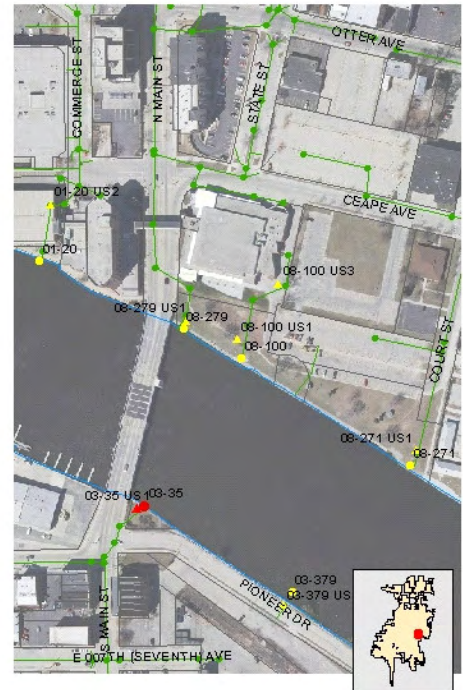 OTTER AVE
COMMERCE ST
N MAIN ST
STATE ST
01-20 US2
CEAPE AVE
01-20
08-100 US3
08-279 US1
08-279
08-100 US1
08-100
COURT ST
08-271 US1
08-271
03-35 US1
03-35
03-379
03-379 US
PIONEER DR
S MAIN ST
E 007TH (SEVENTH) AVE